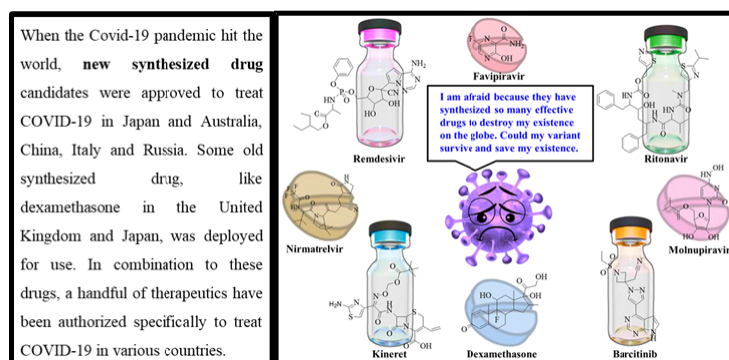 When the Covid-19 pandemic hit the
world, new synthesized drug
candidates were approved to treat
COVID-19 in Japan and Australia,
China, Italy and Russia. Some old
synthesized drug, like
dexamethasone in the United
Kingdom and Japan, was deployed
for use. In combination to these
drugs, a handful of therapeutics have
been authorized specifically to treat
COVID-19 in various countries.
Favipiravir
I am afraid because they have
synthesized so many effective
drugs to destroy my existence
on the globe. Could my variant
survive and save my existence.
Remdesivir
Ritonavir
Nirmatrelvir
Molnupiravir
Kineret
Dexamethasone
Barcitinib